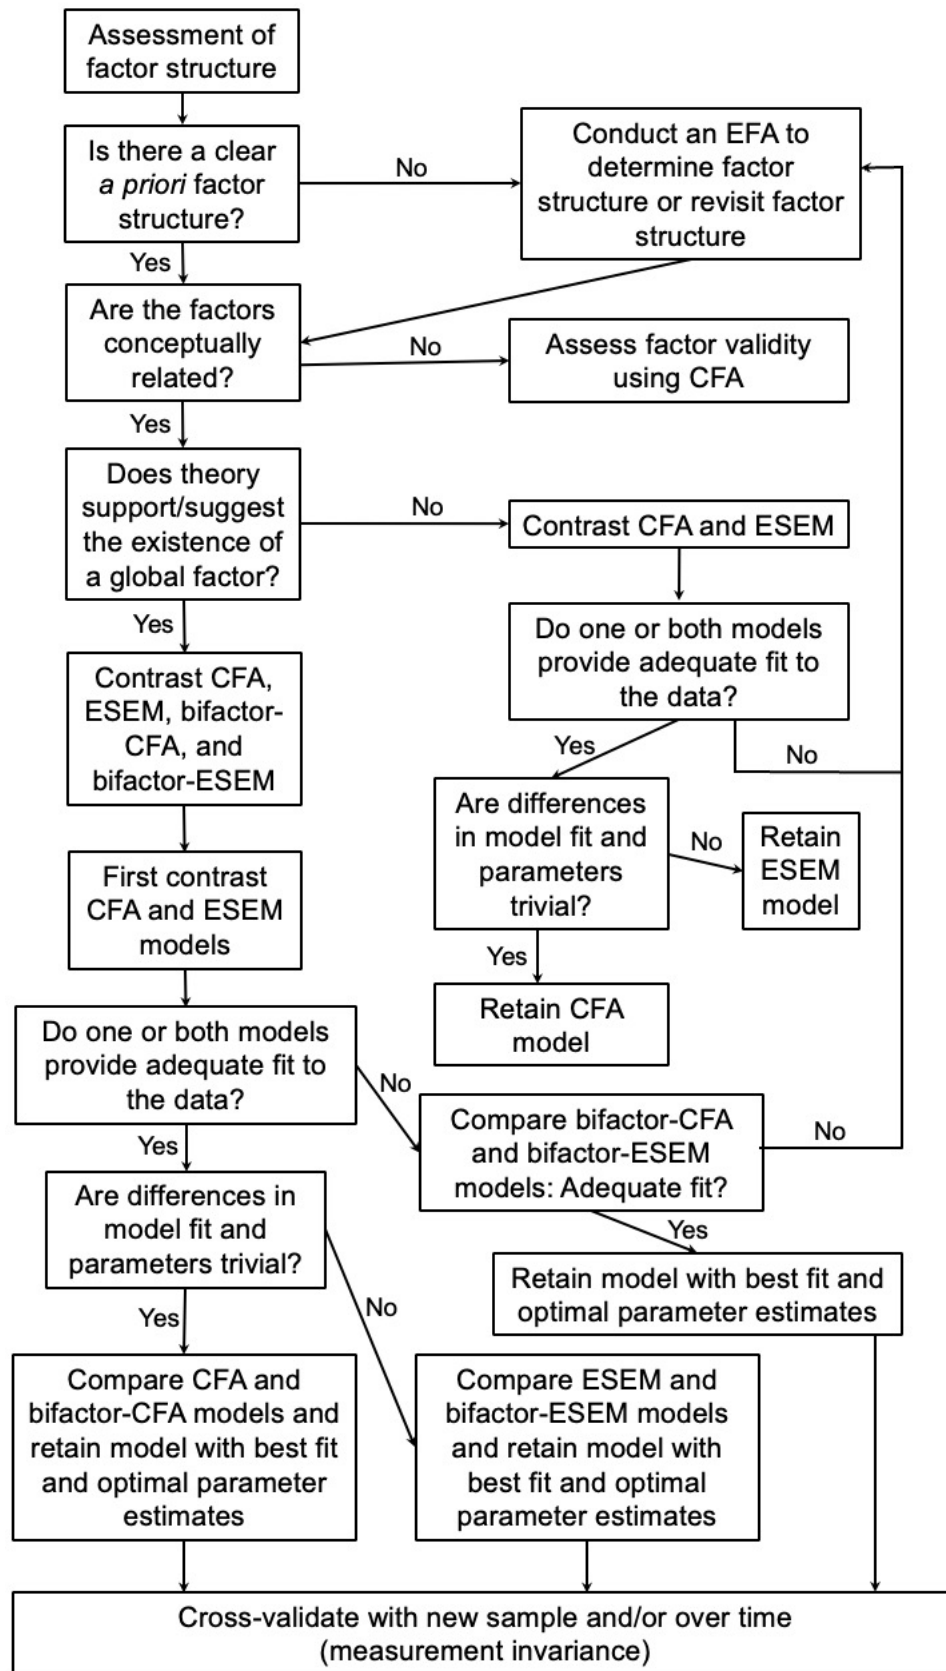 Assessment of
factor structure
Is there a clear
a priori factor
structure?
No
Conduct an EFA to
determine factor
structure or revisit factor
structure
Yes
Are the factors
conceptually
related?
No
Assess factor validity
using CFA
Yes
Does theory
support/suggest
the existence of
a global factor?
No
Contrast CFA and ESEM
Yes
Do one or both models
provide adequate fit to
the data?
Contrast CFA,
ESEM, bifactor-
CFA, and
bifactor-ESEM
Yes
No
Are differences
in model fit and
parameters
trivial?
No
Retain
ESEM
model
First contrast
CFA and ESEM
models
Yes
Retain CFA
model
Do one or both models
provide adequate fit to
the data?
No
Compare bifactor-CFA
and bifactor-ESEM
models: Adequate fit?
No
Yes
Are differences in
model fit and
parameters trivial?
Yes
Retain model with best fit and
optimal parameter estimates
Yes
No
Compare CFA and
bifactor-CFA models and
retain model with best fit
and optimal parameter
estimates
Compare ESEM and
bifactor-ESEM models
and retain model with
best fit and optimal
parameter estimates
Cross-validate with new sample and/or over time
(measurement invariance)